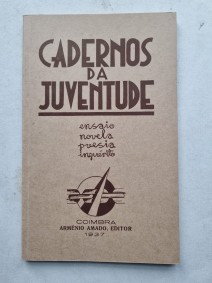 CADERNOS
DA
JUVENTUDE
ensaio
novela
poesia
inquérito
COIMBRA
ARMÉNIO AMADO, EDITOR
1937